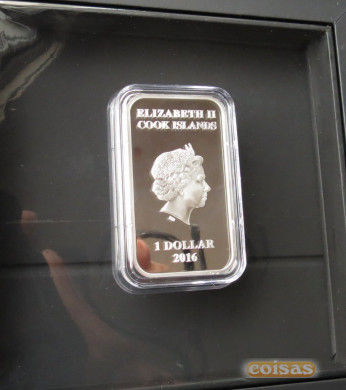 ELIZABETH II
COOK ISLANDS
1 DOLLAR
2016
coisas